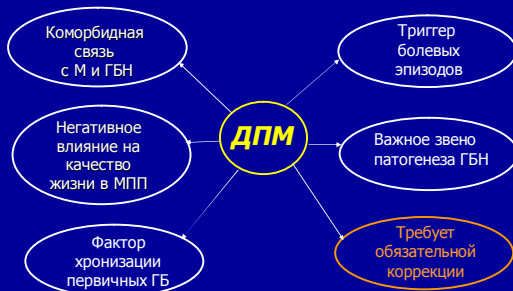 Коморбидная
связь
с М и ГБН
Триггер
болевых
эпизодов
ДПМ
Негативное
влияние на
качество
жизни в МПП
Важное звено
патогенеза ГБН
Фактор
хронизации
первичных ГБ
Требует
обязательной
коррекции